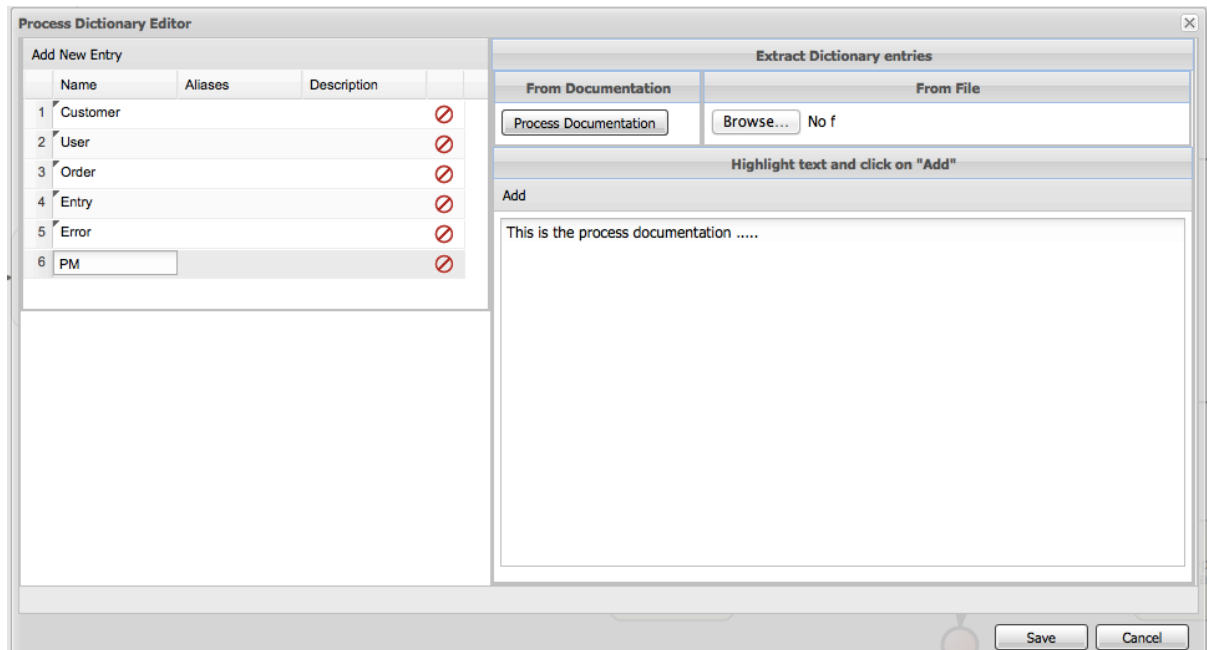 Process Dictionary Editor
Add New Entry
Name Aliases Description
1 Customer
2 User
3 Order
4 Entry
5 Error
6 PM
Extract Dictionary entries
From Documentation From File
Process Documentation Browse... No f
Highlight text and click on "Add"
Add
This is the process documentation .....
Save Cancel